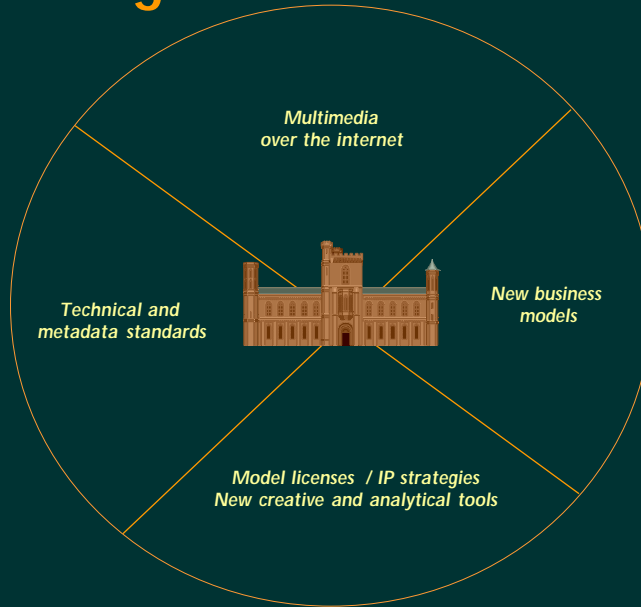 Multimedia
over the internet
Technical and
metadata standards
New business
models
Model licenses / IP strategies
New creative and analytical tools